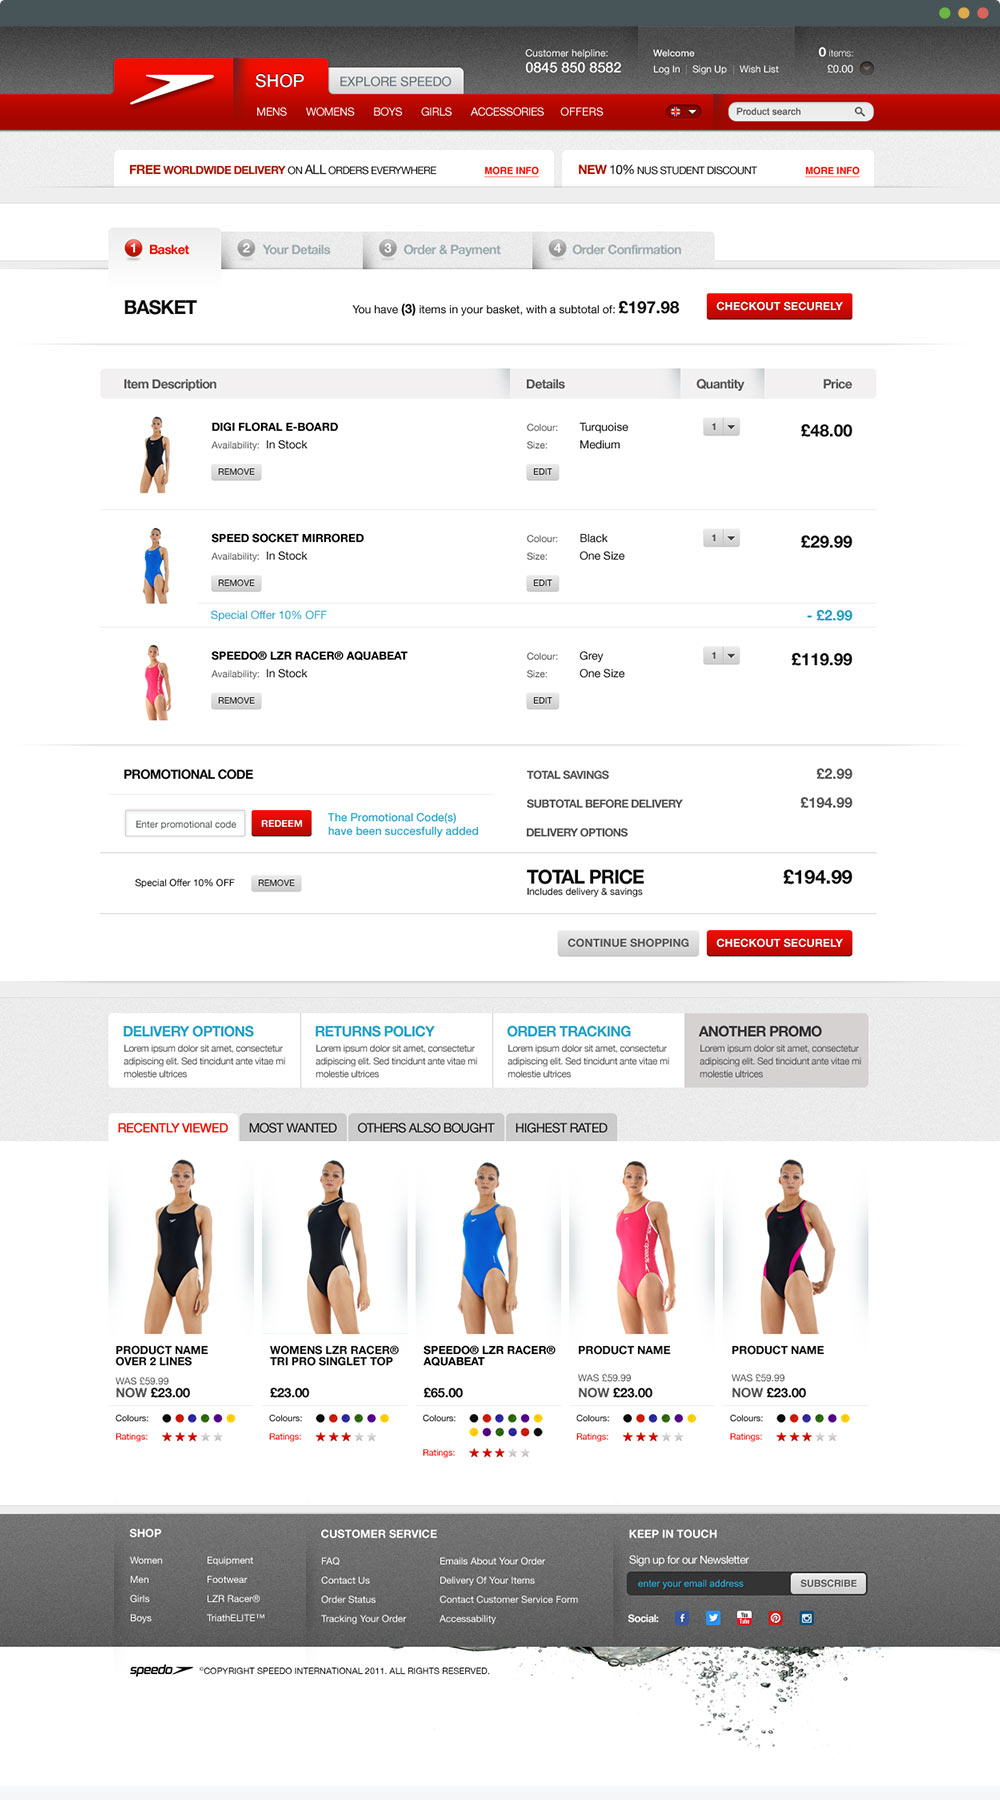 Customer helpline:
0845 850 8582
Welcome
Log In | Sign Up | Wish List
0 items:
£0.00
SHOP
EXPLORE SPEEDO
MENS WOMENS BOYS GIRLS ACCESSORIES OFFERS
Product search
FREE WORLDWIDE DELIVERY ON ALL ORDERS EVERYWHERE MORE INFO
NEW 10% NUS STUDENT DISCOUNT MORE INFO
1 Basket
2 Your Details
3 Order & Payment
4 Order Confirmation
BASKET
You have (3) items in your basket, with a subtotal of: £197.98
CHECKOUT SECURELY
Item Description Details Quantity Price
DIGI FLORAL E-BOARD Colour: Turquoise 1 £48.00
Availability: In Stock Size: Medium
REMOVE EDIT
SPEED SOCKET MIRRORED Colour: Black 1 £29.99
Availability: In Stock Size: One Size
REMOVE EDIT
Special Offer 10% OFF - £2.99
SPEEDO® LZR RACER® AQUABEAT Colour: Grey 1 £119.99
Availability: In Stock Size: One Size
REMOVE EDIT
PROMOTIONAL CODE
Enter promotional code REDEEM
The Promotional Code(s)
have been succesfully added
Special Offer 10% OFF REMOVE
TOTAL SAVINGS £2.99
SUBTOTAL BEFORE DELIVERY £194.99
DELIVERY OPTIONS
TOTAL PRICE £194.99
Includes delivery & savings
CONTINUE SHOPPING CHECKOUT SECURELY
DELIVERY OPTIONS
Lorem ipsum dolor sit amet, consectetur
adipiscing elit. Sed tincidunt ante vitae mi
molestie ultrices
RETURNS POLICY
Lorem ipsum dolor sit amet, consectetur
adipiscing elit. Sed tincidunt ante vitae mi
molestie ultrices
ORDER TRACKING
Lorem ipsum dolor sit amet, consectetur
adipiscing elit. Sed tincidunt ante vitae mi
molestie ultrices
ANOTHER PROMO
Lorem ipsum dolor sit amet, consectetur
adipiscing elit. Sed tincidunt ante vitae mi
molestie ultrices
RECENTLY VIEWED MOST WANTED OTHERS ALSO BOUGHT HIGHEST RATED
PRODUCT NAME
OVER 2 LINES
WAS £59.99
NOW £23.00
Colours:
Ratings:
WOMENS LZR RACER®
TRI PRO SINGLET TOP
£23.00
Colours:
Ratings:
SPEEDO® LZR RACER®
AQUABEAT
£65.00
Colours:
Ratings:
PRODUCT NAME
WAS £59.99
NOW £23.00
Colours:
Ratings:
PRODUCT NAME
WAS £59.99
NOW £23.00
Colours:
Ratings:
SHOP
Women Equipment
Men Footwear
Girls LZR Racer®
Boys TriathELITE™
CUSTOMER SERVICE
FAQ Emails About Your Order
Contact Us Delivery Of Your Items
Order Status Contact Customer Service Form
Tracking Your Order Accessability
KEEP IN TOUCH
Sign up for our Newsletter
enter your email address SUBSCRIBE
Social: f You Tube
speedo ©COPYRIGHT SPEEDO INTERNATIONAL 2011. ALL RIGHTS RESERVED.